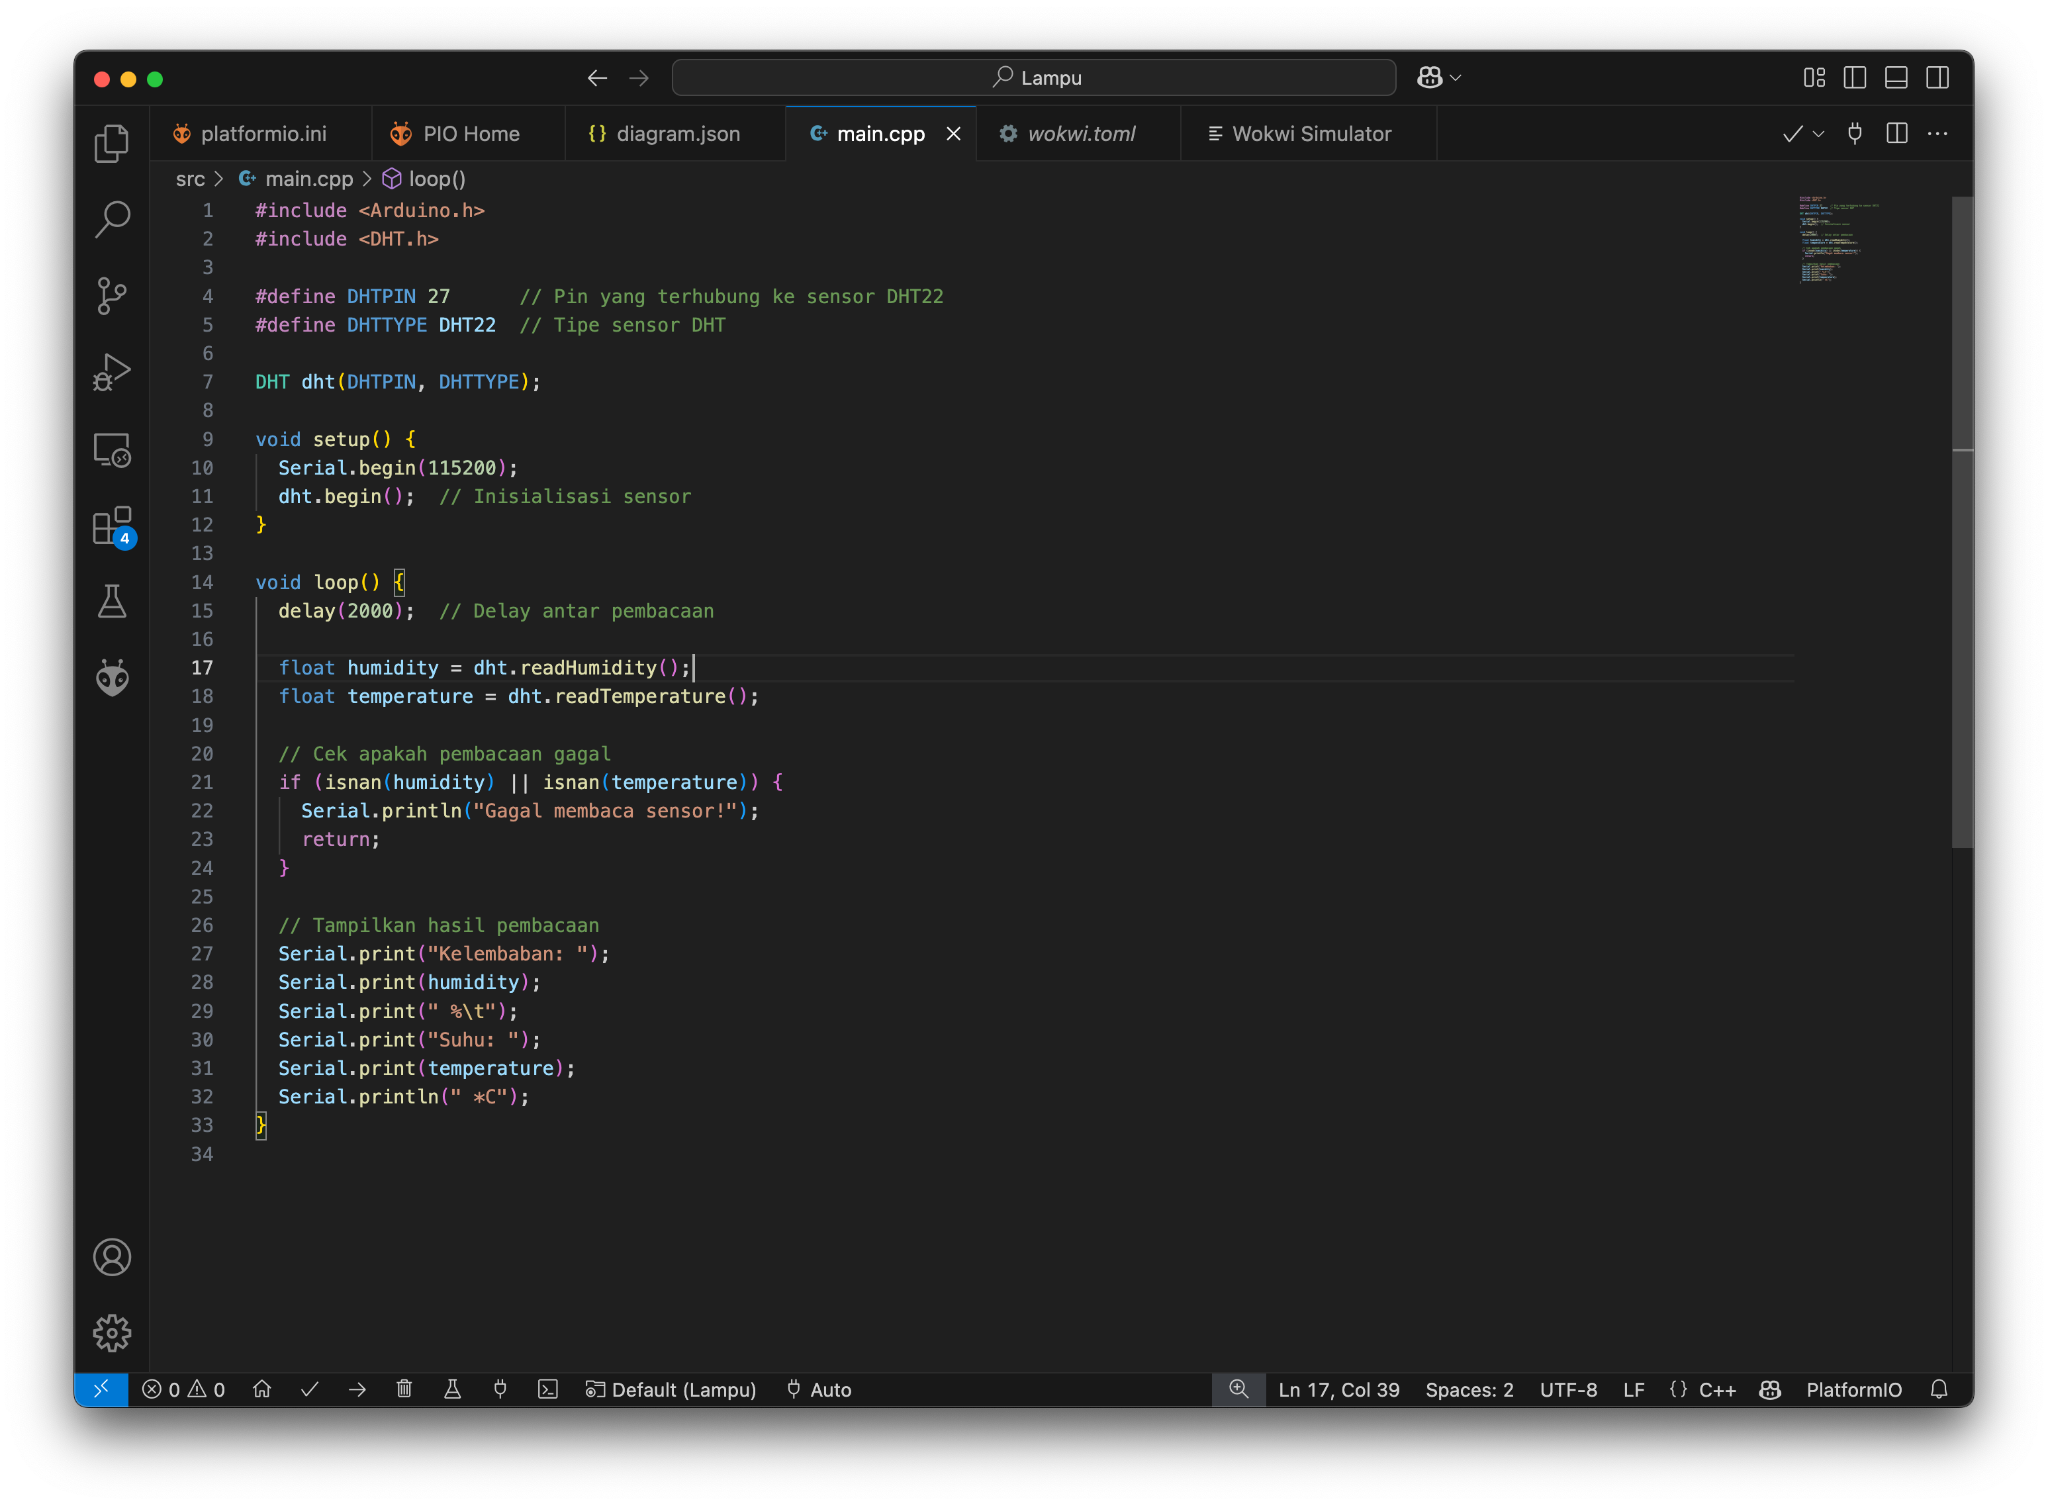 Lampu
platformio.ini
PIO Home
{} diagram.json
main.cpp
wokwi.toml
Wokwi Simulator
src > main.cpp > loop()
1 #include <Arduino.h>
2 #include <DHT.h>
3
4 #define DHTPIN 27 // Pin yang terhubung ke sensor DHT22
5 #define DHTTYPE DHT22 // Tipe sensor DHT
6
7 DHT dht(DHTPIN, DHTTYPE);
8
9 void setup() {
10 Serial.begin(115200);
11 dht.begin(); // Inisialisasi sensor
12 }
13
14 void loop() {
15 delay(2000); // Delay antar pembacaan
16
17 float humidity = dht.readHumidity();
18 float temperature = dht.readTemperature();
19
20 // Cek apakah pembacaan gagal
21 if (isnan(humidity) || isnan(temperature)) {
22 Serial.println("Gagal membaca sensor!");
23 return;
24 }
25
26 // Tampilkan hasil pembacaan
27 Serial.print("Kelembaban: ");
28 Serial.print(humidity);
29 Serial.print(" %\t");
30 Serial.print("Suhu: ");
31 Serial.print(temperature);
32 Serial.println(" *C");
33 }
34
4
0 0 Default (Lampu) Auto Ln 17, Col 39 Spaces: 2 UTF-8 LF {} C++ PlatformIO